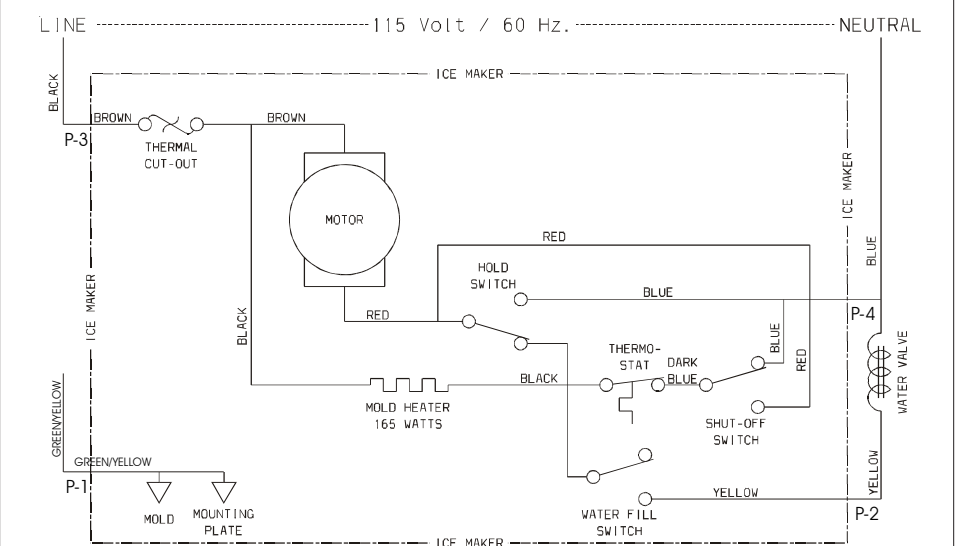 LINE 115 Volt / 60 Hz. NEUTRAL
ICE MAKER
BLACK
BROWN
BROWN
P-3
THERMAL
CUT-OUT
ICE MAKER
MOTOR
RED
BLUE
HOLD
SWITCH
BLUE
P-4
ICE MAKER
BLACK
RED
BLUE
RED
WATER VALVE
THERMO-
STAT
DARK
BLUE
BLACK
MOLD HEATER
165 WATTS
SHUT-OFF
SWITCH
GREEN/YELLOW
GREEN/YELLOW
P-1
MOLD
MOUNTING
PLATE
YELLOW
YELLOW
P-2
WATER FILL
SWITCH
ICE MAKER